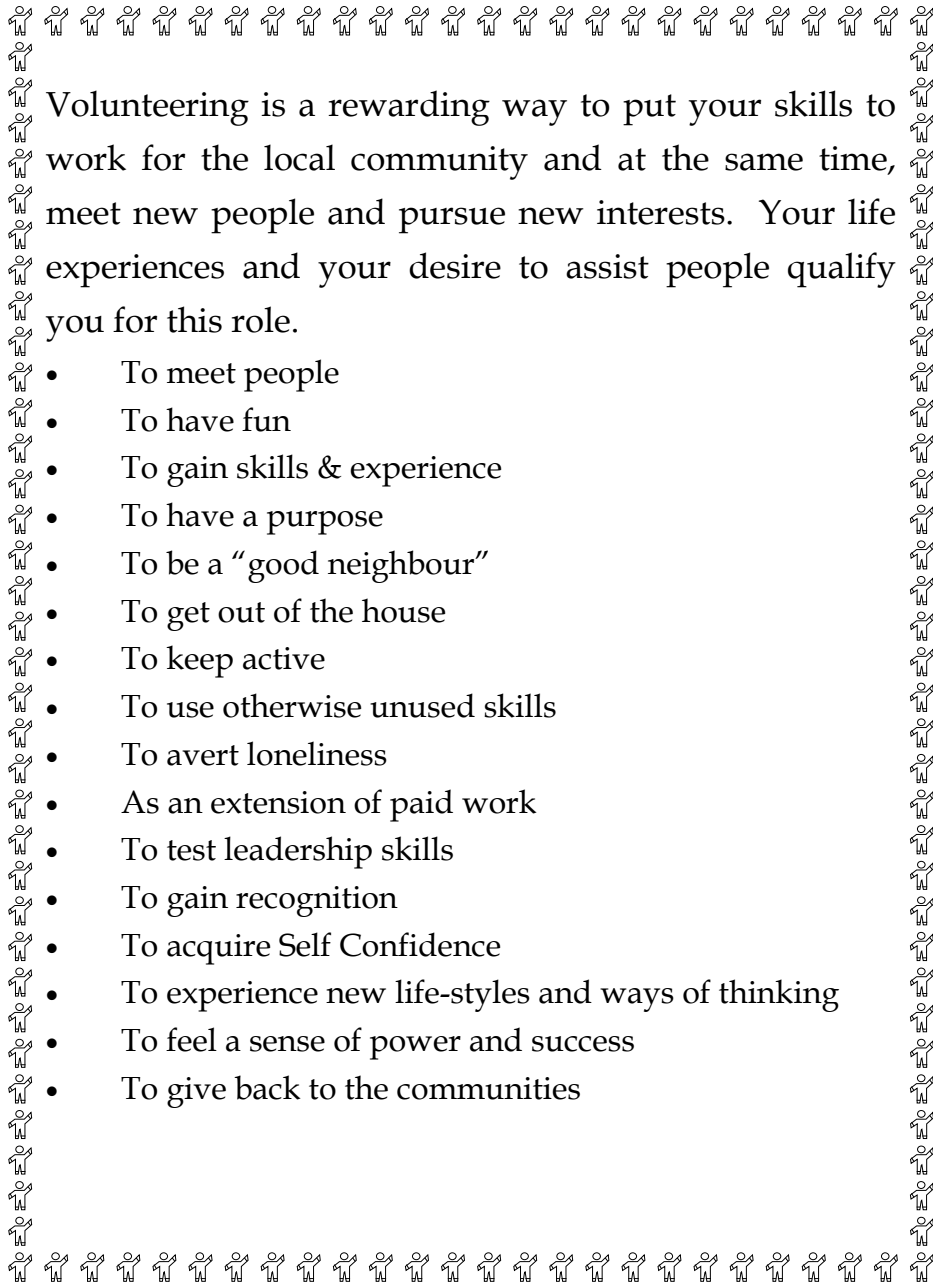 Volunteering is a rewarding way to put your skills to
work for the local community and at the same time,
meet new people and pursue new interests.  Your life
experiences and your desire to assist people qualify
you for this role.
•	To meet people
•	To have fun
•	To gain skills & experience
•	To have a purpose
•	To be a “good neighbour”
•	To get out of the house
•	To keep active
•	To use otherwise unused skills
•	To avert loneliness
•	As an extension of paid work
•	To test leadership skills
•	To gain recognition
•	To acquire Self Confidence
•	To experience new life-styles and ways of thinking
•	To feel a sense of power and success
•	To give back to the communities